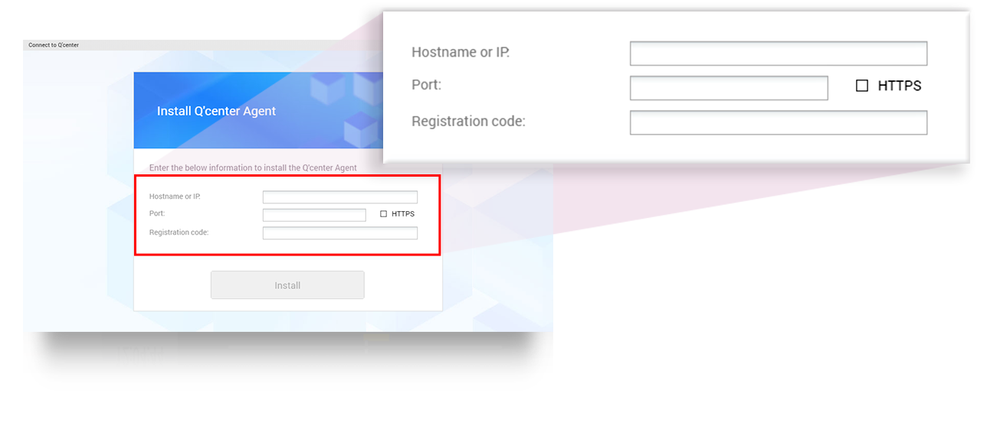 Connect to Q'center
Install Q'center Agent
Enter the below information to install the Q'center Agent
Hostname or IP:
Port:
HTTPS
Registration code:
Install
Hostname or IP:
Port:
HTTPS
Registration code: